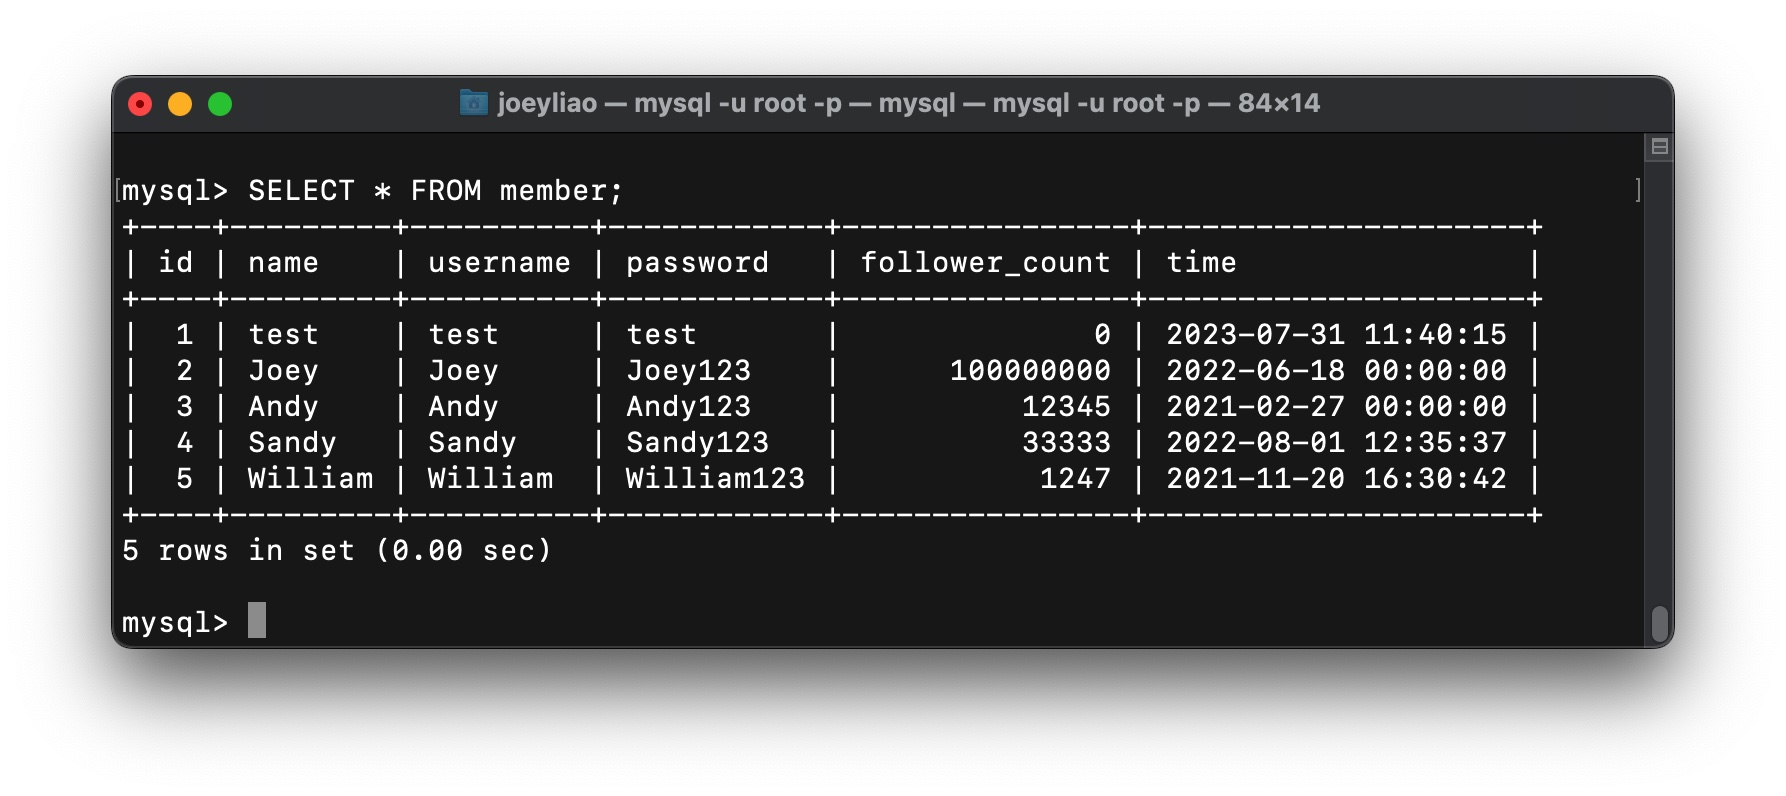 joeyliao — mysql -u root -p — mysql — mysql -u root -p — 84×14
mysql> SELECT * FROM member;
+----+---------+----------+------------+----------------+---------------------+
| id | name    | username | password   | follower_count | time                |
+----+---------+----------+------------+----------------+---------------------+
|  1 | test    | test     | test       |              0 | 2023-07-31 11:40:15 |
|  2 | Joey    | Joey     | Joey123    |      100000000 | 2022-06-18 00:00:00 |
|  3 | Andy    | Andy     | Andy123    |          12345 | 2021-02-27 00:00:00 |
|  4 | Sandy   | Sandy    | Sandy123   |          33333 | 2022-08-01 12:35:37 |
|  5 | William | William  | William123 |           1247 | 2021-11-20 16:30:42 |
+----+---------+----------+------------+----------------+---------------------+
5 rows in set (0.00 sec)
mysql>